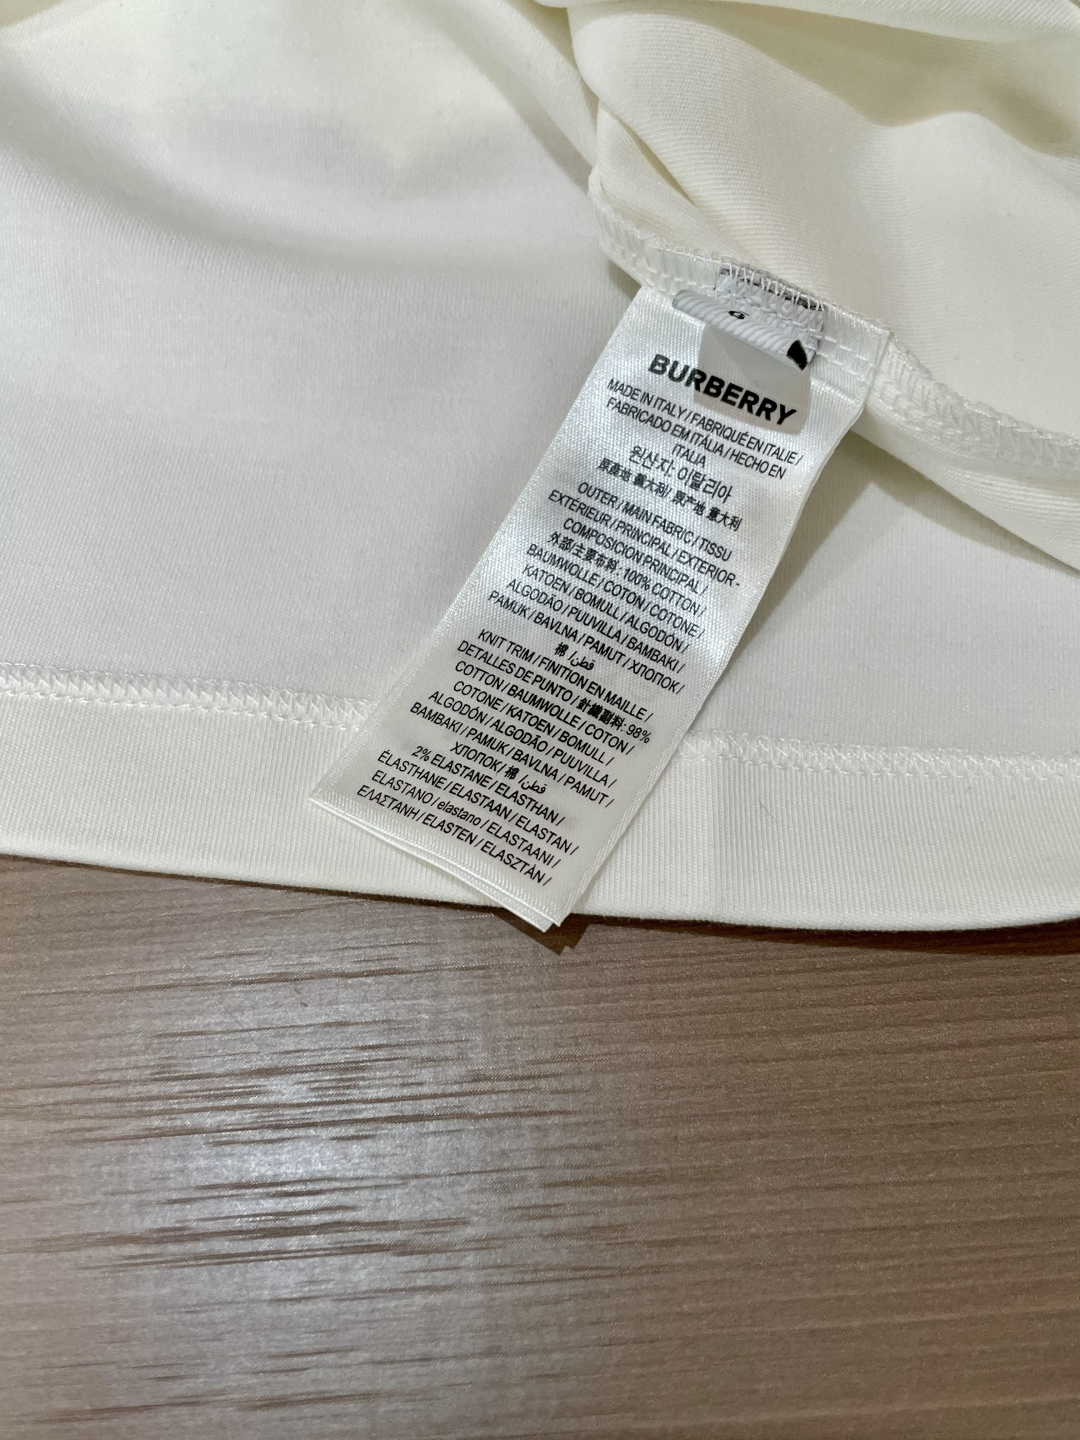 BURBERRY
MADE IN ITALY / FABRIQUÉ EN ITALIE /
FABRICADO EM ITÁLIA / HECHO EN
ITALIA
원산지: 이탈리아
原產地 義大利/ 原产地 意大利
OUTER / MAIN FABRIC / TISSU
EXTÉRIEUR / PRINCIPAL / EXTERIOR -
COMPOSICION PRINCIPAL /
外部/主要布料: 100% COTTON /
BAUMWOLLE / COTON / COTONE /
KATOEN / BOMULL / ALGODÓN /
ALGODÃO / PUUVILLA / BAMBAKI /
PAMUK / BAVLNA / PAMUT / ХЛОПОК /
棉 / قطن
KNIT TRIM / FINITION EN MAILLE /
DETALLES DE PUNTO / 針織副料: 98%
COTTON / BAUMWOLLE / COTON /
COTONE / KATOEN / BOMULL /
ALGODÓN / ALGODÃO / PUUVILLA /
BAMBAKI / PAMUK / BAVLNA / PAMUT /
ХЛОПОК / 棉 / قطن
2% ELASTANE / ELASTHAN /
ÉLASTHANE / ELASTAAN / ELASTAN /
ELASTANO / elastano / ELASTAANI /
ΕΛΑΣΤΑΝΗ / ELASTEN / ELASZTÁN /